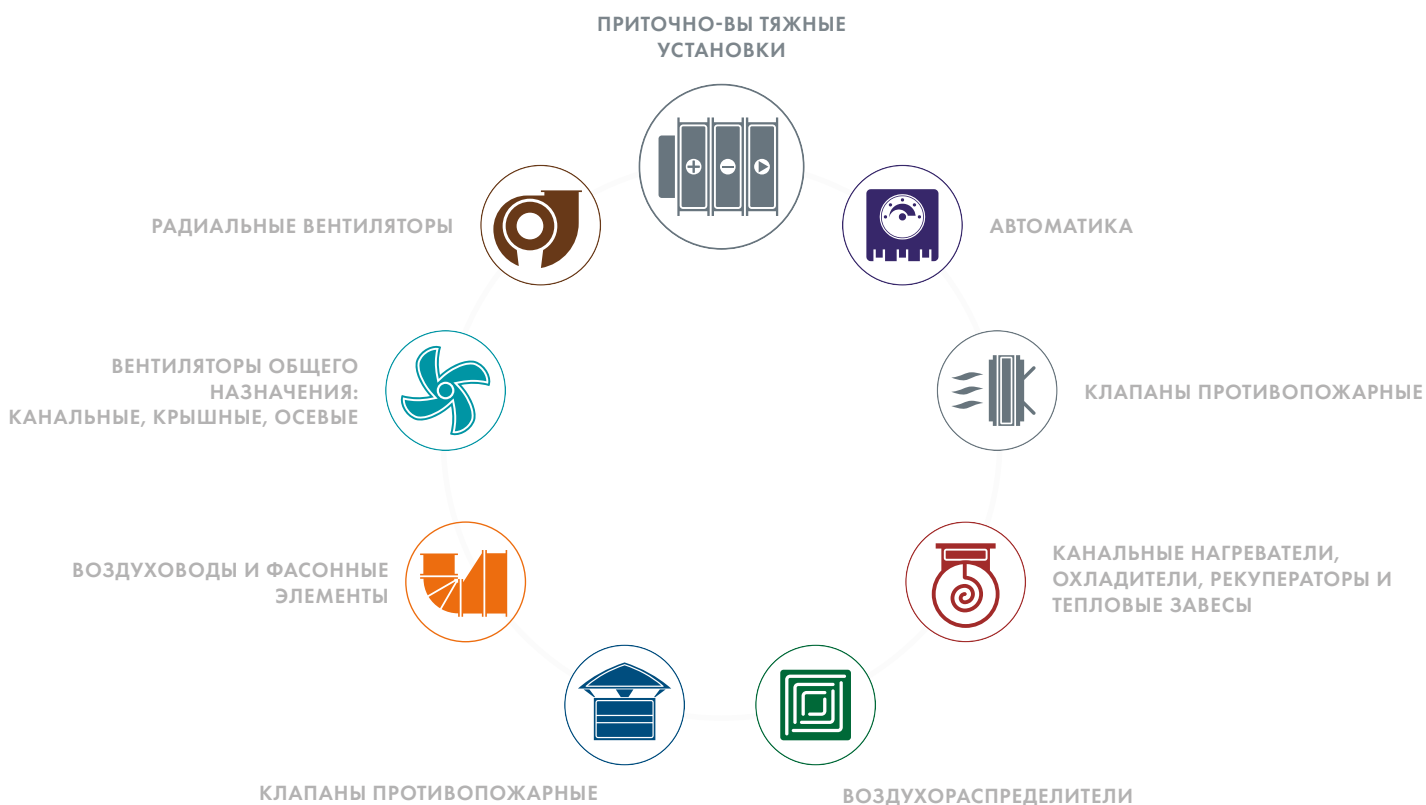 ПРИТОЧНО-ВЫ ТЯЖНЫЕ
УСТАНОВКИ
РАДИАЛЬНЫЕ ВЕНТИЛЯТОРЫ
АВТОМАТИКА
ВЕНТИЛЯТОРЫ ОБЩЕГО
НАЗНАЧЕНИЯ:
КАНАЛЬНЫЕ, КРЫШНЫЕ, ОСЕВЫЕ
КЛАПАНЫ ПРОТИВОПОЖАРНЫЕ
ВОЗДУХОВОДЫ И ФАСОННЫЕ
ЭЛЕМЕНТЫ
КАНАЛЬНЫЕ НАГРЕВАТЕЛИ,
ОХЛАДИТЕЛИ, РЕКУПЕРАТОРЫ И
ТЕПЛОВЫЕ ЗАВЕСЫ
КЛАПАНЫ ПРОТИВОПОЖАРНЫЕ
ВОЗДУХОРАСПРЕДЕЛИТЕЛИ